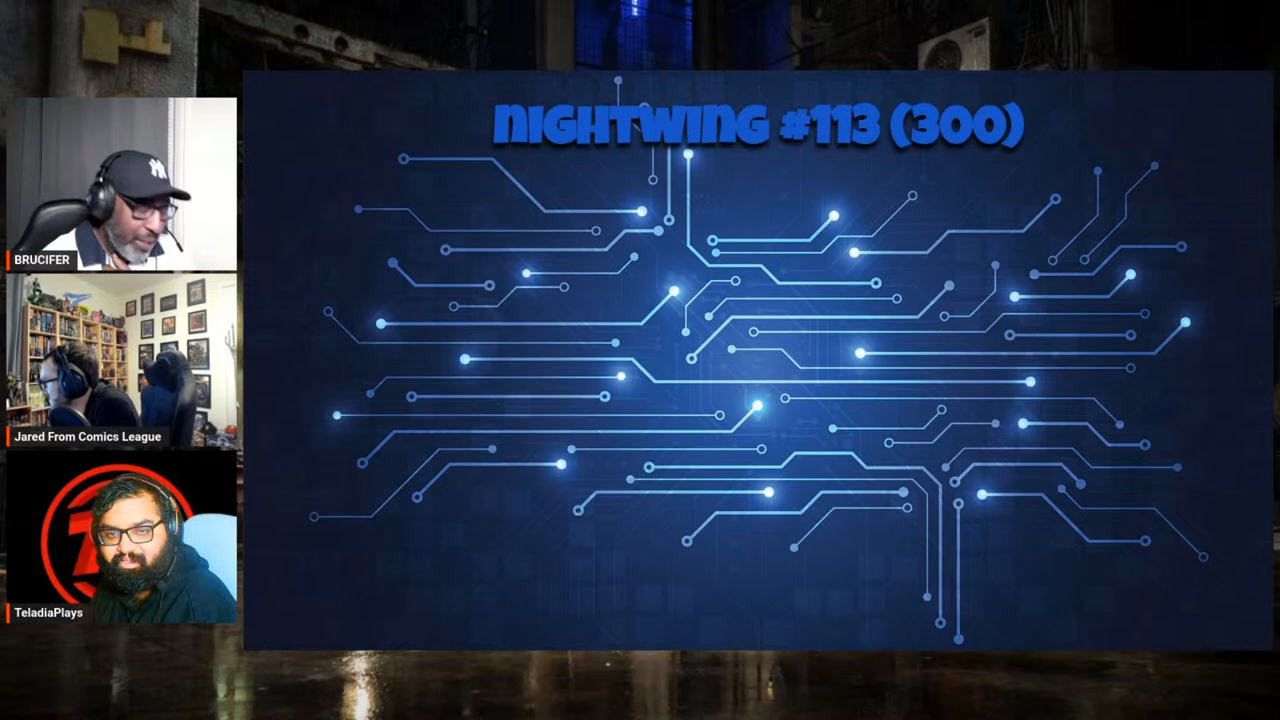 NIGHTWING #113 (300)
BRUCIFER
Jared From Comics League
TeladiaPlays